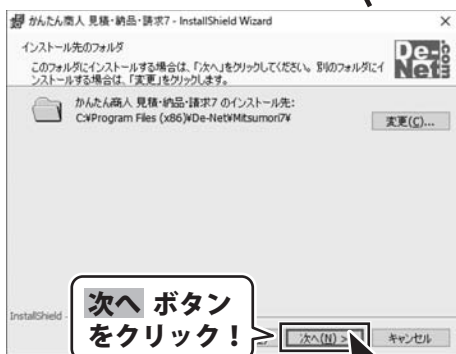 かんたん商人 見積・納品・請求7 - InstallShield Wizard
インストール先のフォルダ
このフォルダにインストールする場合は、「次へ」をクリックしてください。別のフォルダにイ
ンストールする場合は、「変更」をクリックします。
De-
Net
かんたん商人 見積・納品・請求7 のインストール先:
C:¥Program Files (x86)¥De-Net¥Mitsumori7¥
変更(C)...
InstallShield
次へ ボタン
をクリック！
次へ(N) >
キャンセル